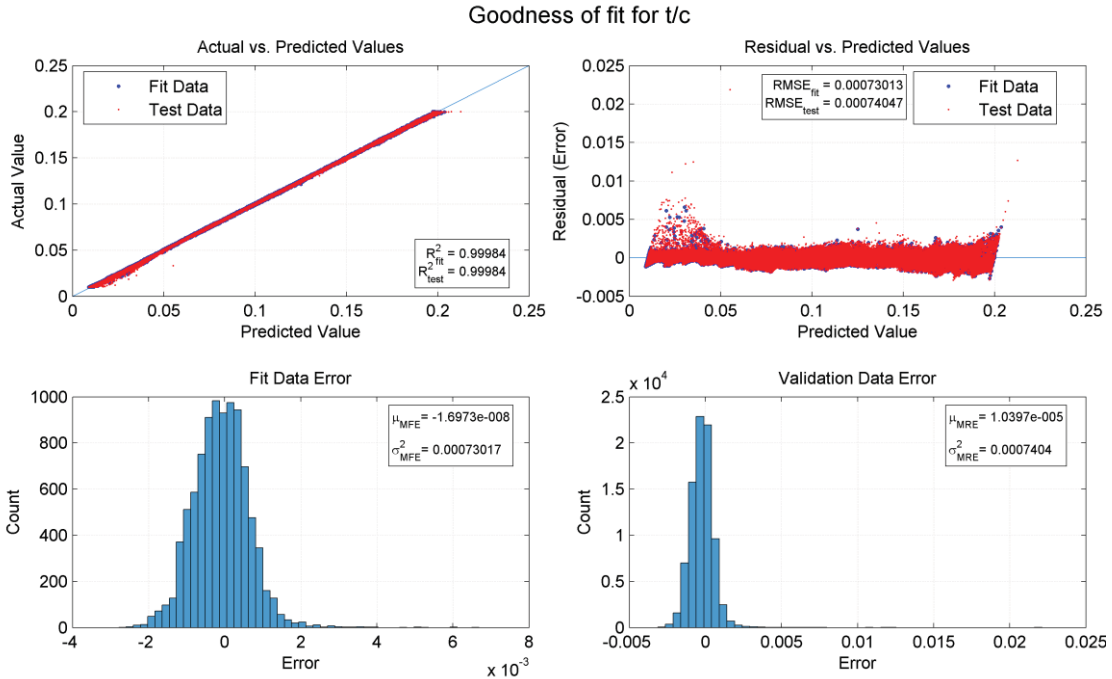 Goodness of fit for t/c
Actual vs. Predicted Values
0.25
0.2
0.15
0.1
0.05
0
Actual Value
Fit Data
Test Data
R²fit = 0.99984
R²test = 0.99984
0 0.05 0.1 0.15 0.2 0.25
Predicted Value
Residual vs. Predicted Values
0.025
0.02
0.015
0.01
0.005
0
-0.005
Residual (Error)
RMSEfit = 0.00073013
RMSEtest = 0.00074047
Fit Data
Test Data
0 0.05 0.1 0.15 0.2 0.25
Predicted Value
Fit Data Error
1000
800
600
400
200
0
Count
μMFE = -1.6973e-008
σ²MFE = 0.00073017
-4 -2 0 2 4 6 8
Error
x 10⁻³
Validation Data Error
x 10⁴
2.5
2
1.5
1
0.5
0
Count
μMRE = 1.0397e-005
σ²MRE = 0.0007404
-0.005 0 0.005 0.01 0.015 0.02 0.025
Error